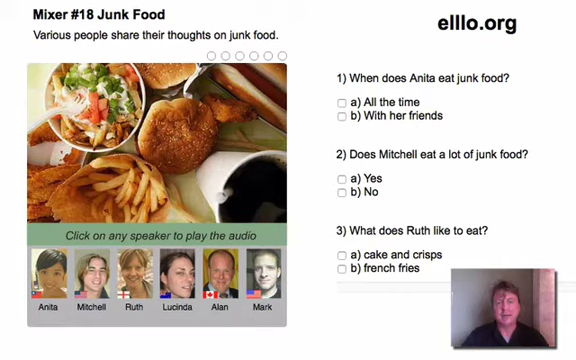 Mixer #18 Junk Food
Various people share their thoughts on junk food.
Click on any speaker to play the audio
Anita
Mitchell
Ruth
Lucinda
Alan
Mark
elllo.org
1) When does Anita eat junk food?
a) All the time
b) With her friends
2) Does Mitchell eat a lot of junk food?
a) Yes
b) No
3) What does Ruth like to eat?
a) cake and crisps
b) french fries